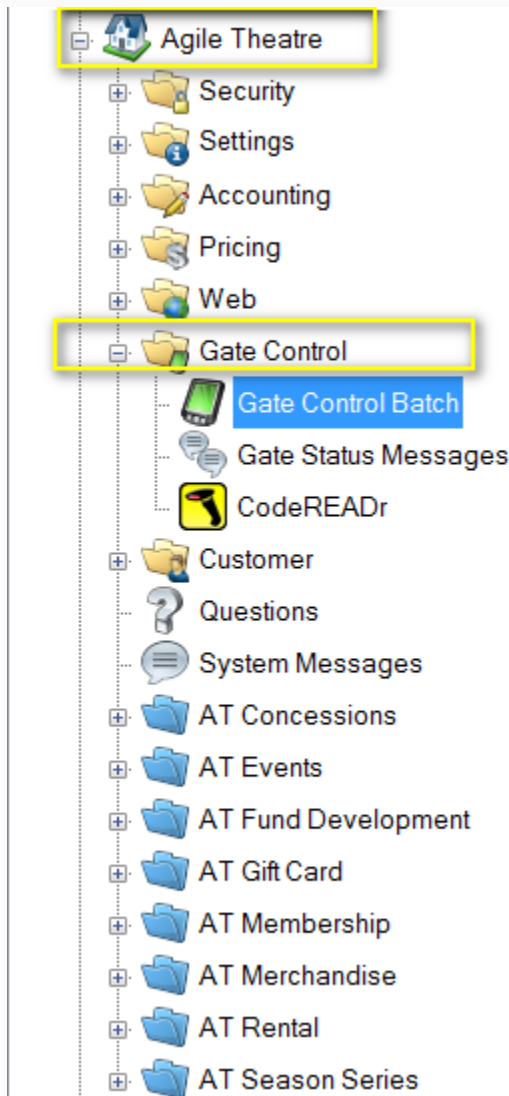 Agile Theatre
Security
Settings
Accounting
Pricing
Web
Gate Control
Gate Control Batch
Gate Status Messages
CodeREADr
Customer
Questions
System Messages
AT Concessions
AT Events
AT Fund Development
AT Gift Card
AT Membership
AT Merchandise
AT Rental
AT Season Series